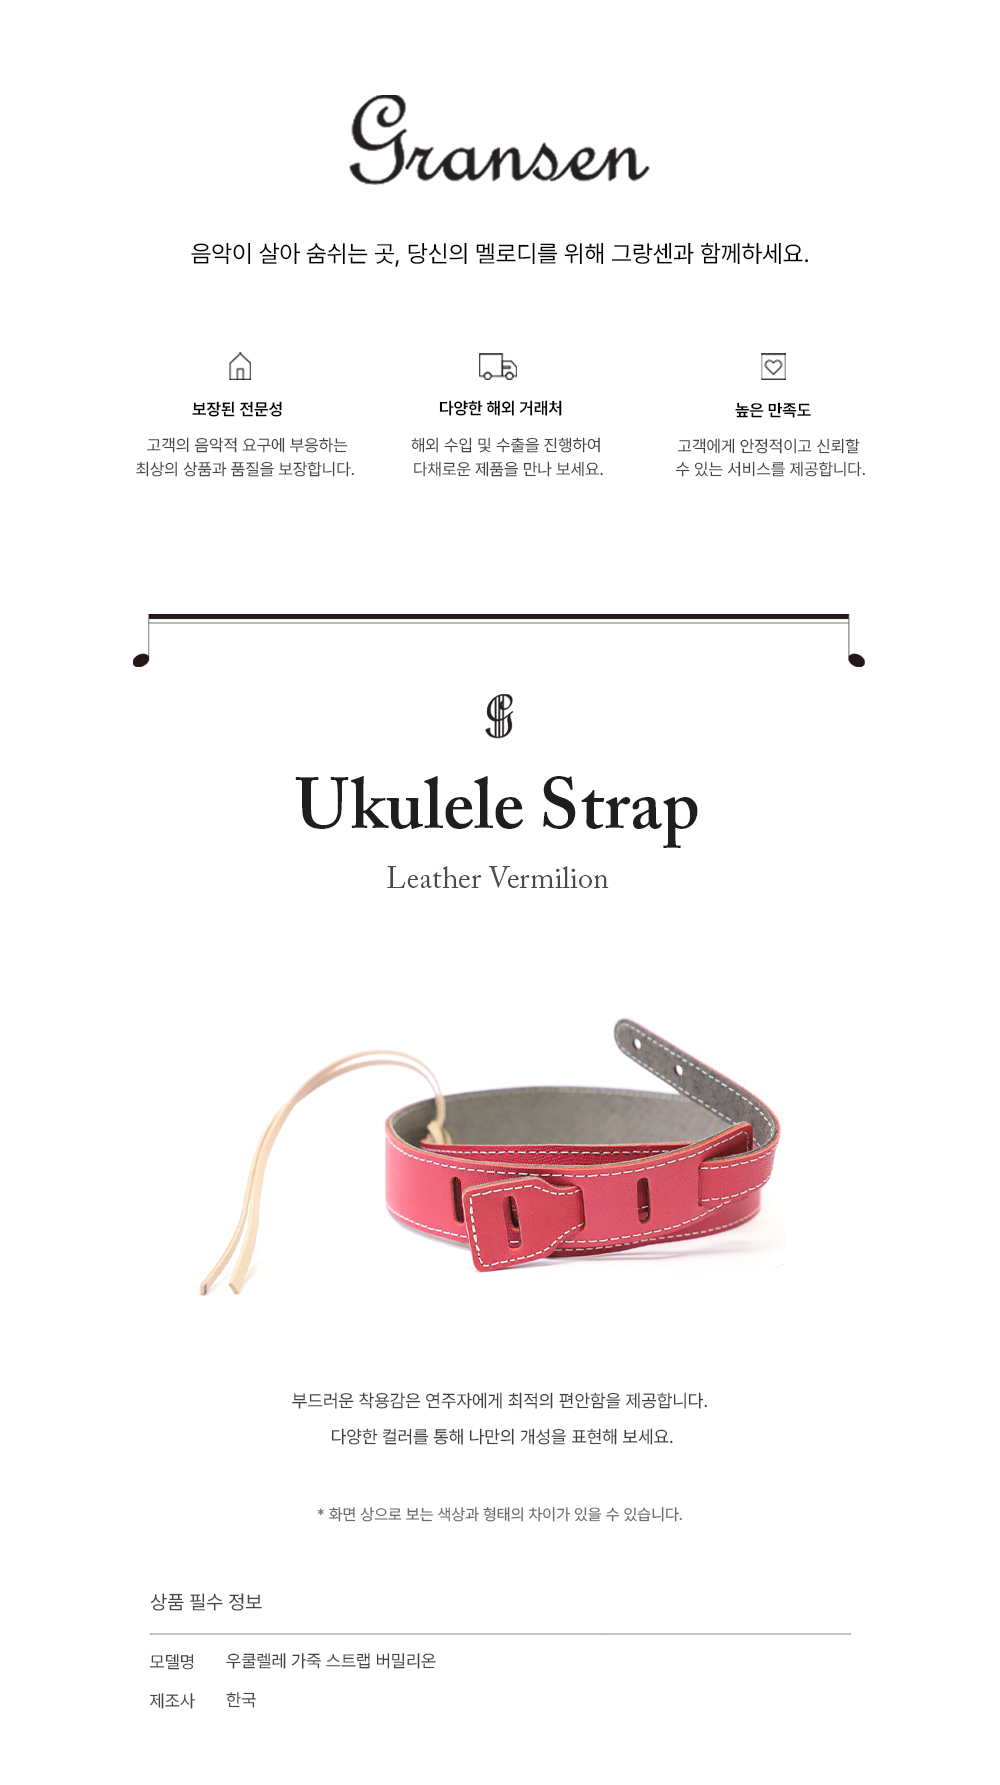 Gransen
음악이 살아 숨쉬는 곳, 당신의 멜로디를 위해 그랑센과 함께하세요.
보장된 전문성
고객의 음악적 요구에 부응하는
최상의 상품과 품질을 보장합니다.
다양한 해외 거래처
해외 수입 및 수출을 진행하여
다채로운 제품을 만나 보세요.
높은 만족도
고객에게 안정적이고 신뢰할
수 있는 서비스를 제공합니다.
Ukulele Strap
Leather Vermilion
부드러운 착용감은 연주자에게 최적의 편안함을 제공합니다.
다양한 컬러를 통해 나만의 개성을 표현해 보세요.
* 화면 상으로 보는 색상과 형태의 차이가 있을 수 있습니다.
상품 필수 정보
모델명 우쿨렐레 가죽 스트랩 버밀리온
제조사 한국